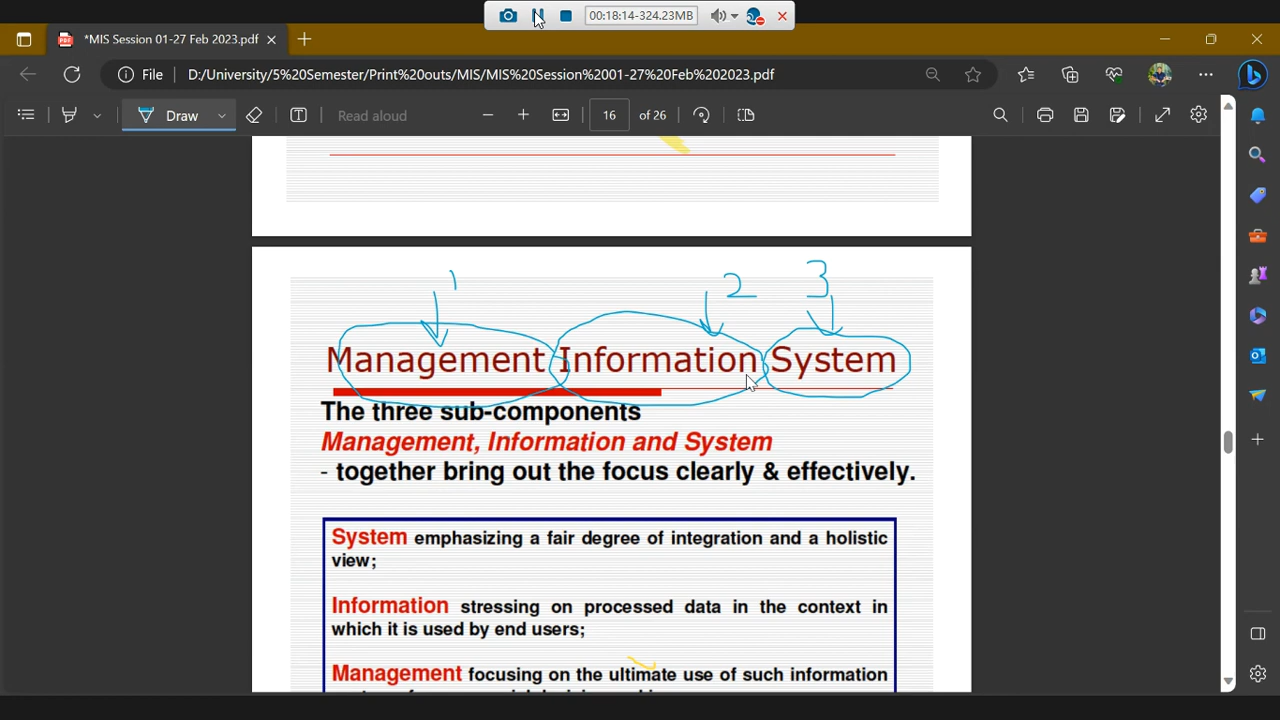 00:18:14-324.23MB
*MIS Session 01-27 Feb 2023.pdf
File
D:/University/5%20Semester/Print%20outs/MIS/MIS%20Session%2001-27%20Feb%202023.pdf
Draw
Read aloud
16 of 26
1 2 3
Management Information System
The three sub-components
Management, Information and System
- together bring out the focus clearly & effectively.
System emphasizing a fair degree of integration and a holistic
view;
Information stressing on processed data in the context in
which it is used by end users;
Management focusing on the ultimate use of such information